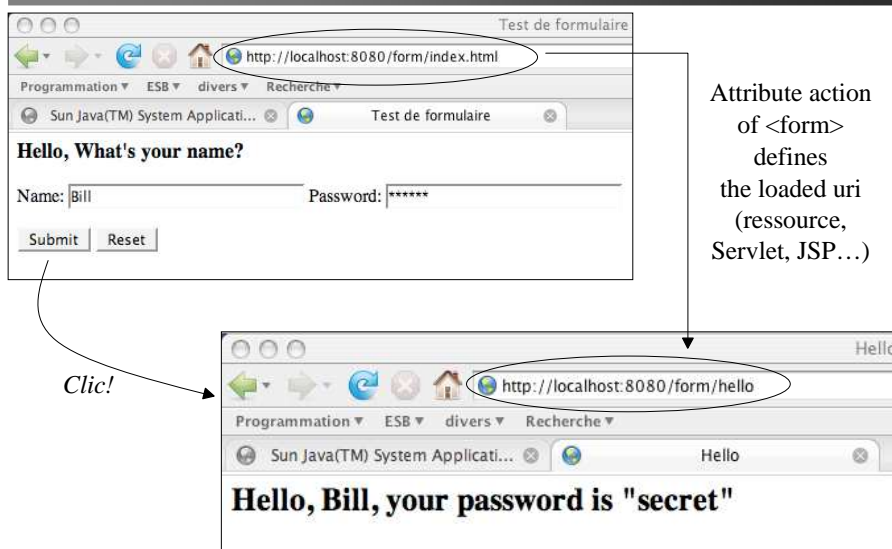 Test de formulaire
http://localhost:8080/form/index.html
Programmation ESB divers Recherche
Sun Java(TM) System Applicati... Test de formulaire
Hello, What's your name?
Name: Bill Password: ******
Submit Reset
Attribute action
of <form>
defines
the loaded uri
(ressource,
Servlet, JSP…)
Clic!
Hello
http://localhost:8080/form/hello
Programmation ESB divers Recherche
Sun Java(TM) System Applicati... Hello
Hello, Bill, your password is "secret"